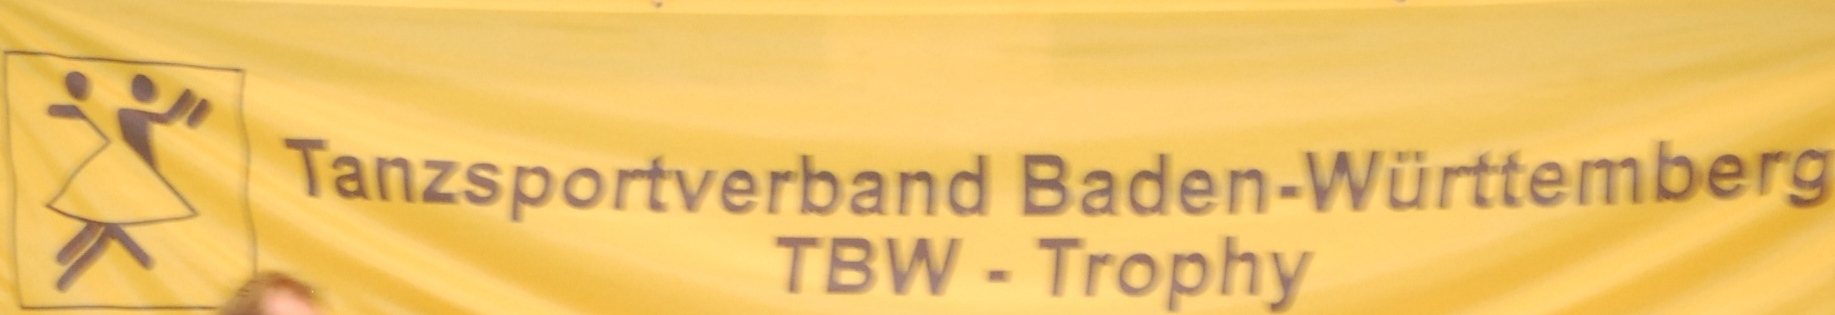 Tanzsportverband Baden-Württemberg
TBW - Trophy